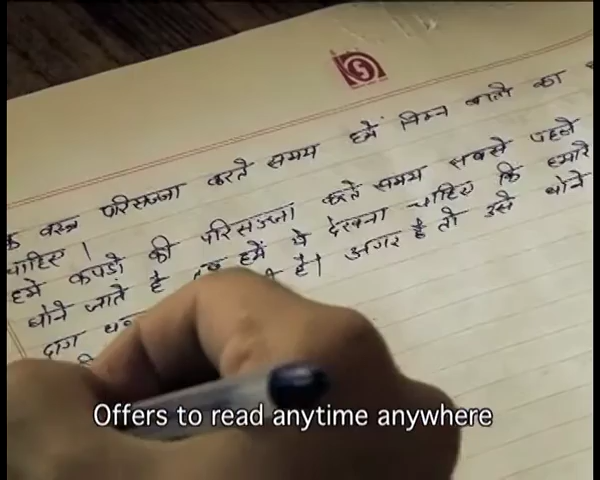 वस्त्र परिसज्जा करते समय हमें निम्न बातों का
चाहिए।
हमें कपड़ों की परिसज्जा करते समय सबसे पहले
धोने जाते है हमें ये देखना चाहिए कि हमारे
दाग है। अगर है तो उसे धोने
Offers to read anytime anywhere